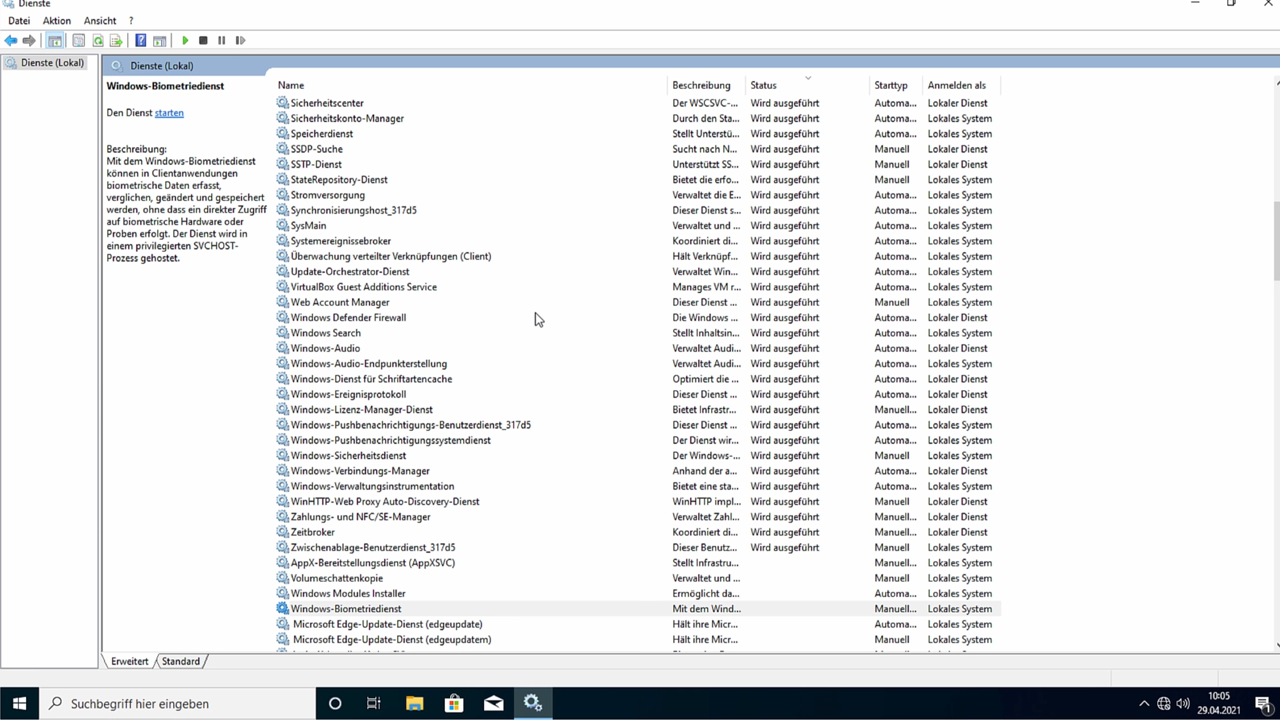 Dienste
Datei Aktion Ansicht ?
Dienste (Lokal)
Dienste (Lokal)
Windows-Biometriedienst
Den Dienst starten
Beschreibung:
Mit dem Windows-Biometriedienst
können in Clientanwendungen
biometrische Daten erfasst,
verglichen, geändert und gespeichert
werden, ohne dass ein direkter Zugriff
auf biometrische Hardware oder
Proben erfolgt. Der Dienst wird in
einem privilegierten SVCHOST-
Prozess gehostet.
Name Beschreibung Status Starttyp Anmelden als
Sicherheitscenter Der WSCSVC-... Wird ausgeführt Automa... Lokaler Dienst
Sicherheitskonto-Manager Durch den Sta... Wird ausgeführt Automa... Lokales System
Speicherdienst Stellt Unterstü... Wird ausgeführt Automa... Lokales System
SSDP-Suche Sucht nach N... Wird ausgeführt Manuell Lokaler Dienst
SSTP-Dienst Unterstützt SS... Wird ausgeführt Manuell Lokaler Dienst
StateRepository-Dienst Bietet die erfo... Wird ausgeführt Manuell Lokales System
Stromversorgung Verwaltet die E... Wird ausgeführt Automa... Lokales System
Synchronisierungshost_317d5 Dieser Dienst s... Wird ausgeführt Automa... Lokales System
SysMain Verwaltet und ... Wird ausgeführt Automa... Lokales System
Systemereignissebroker Koordiniert di... Wird ausgeführt Automa... Lokales System
Überwachung verteilter Verknüpfungen (Client) Hält Verknüpf... Wird ausgeführt Automa... Lokales System
Update-Orchestrator-Dienst Verwaltet Win... Wird ausgeführt Automa... Lokales System
VirtualBox Guest Additions Service Manages VM r... Wird ausgeführt Automa... Lokales System
Web Account Manager Dieser Dienst ... Wird ausgeführt Manuell Lokales System
Windows Defender Firewall Die Windows ... Wird ausgeführt Automa... Lokaler Dienst
Windows Search Stellt Inhaltsin... Wird ausgeführt Automa... Lokales System
Windows-Audio Verwaltet Audi... Wird ausgeführt Automa... Lokaler Dienst
Windows-Audio-Endpunkterstellung Verwaltet Audi... Wird ausgeführt Automa... Lokales System
Windows-Dienst für Schriftartencache Optimiert die ... Wird ausgeführt Automa... Lokaler Dienst
Windows-Ereignisprotokoll Dieser Dienst ... Wird ausgeführt Automa... Lokaler Dienst
Windows-Lizenz-Manager-Dienst Bietet Infrastr... Wird ausgeführt Manuell... Lokaler Dienst
Windows-Pushbenachrichtigungs-Benutzerdienst_317d5 Dieser Dienst ... Wird ausgeführt Automa... Lokales System
Windows-Pushbenachrichtigungssystemdienst Der Dienst wir... Wird ausgeführt Automa... Lokales System
Windows-Sicherheitsdienst Der Windows-... Wird ausgeführt Manuell Lokales System
Windows-Verbindungs-Manager Anhand der a... Wird ausgeführt Automa... Lokaler Dienst
Windows-Verwaltungsinstrumentation Bietet eine sta... Wird ausgeführt Automa... Lokales System
WinHTTP-Web Proxy Auto-Discovery-Dienst WinHTTP impl... Wird ausgeführt Manuell Lokaler Dienst
Zahlungs- und NFC/SE-Manager Verwaltet Zahl... Wird ausgeführt Manuell... Lokaler Dienst
Zeitbroker Koordiniert di... Wird ausgeführt Manuell... Lokaler Dienst
Zwischenablage-Benutzerdienst_317d5 Dieser Benutz... Wird ausgeführt Manuell Lokales System
AppX-Bereitstellungsdienst (AppXSVC) Stellt Infrastru... Manuell... Lokales System
Volumeschattenkopie Verwaltet und ... Manuell Lokales System
Windows Modules Installer Ermöglicht da... Automa... Lokales System
Windows-Biometriedienst Mit dem Wind... Manuell... Lokales System
Microsoft Edge-Update-Dienst (edgeupdate) Hält ihre Micr... Automa... Lokales System
Microsoft Edge-Update-Dienst (edgeupdatem) Hält ihre Micr... Manuell Lokales System
Erweitert Standard
Suchbegriff hier eingeben
10:05
29.04.2021
1